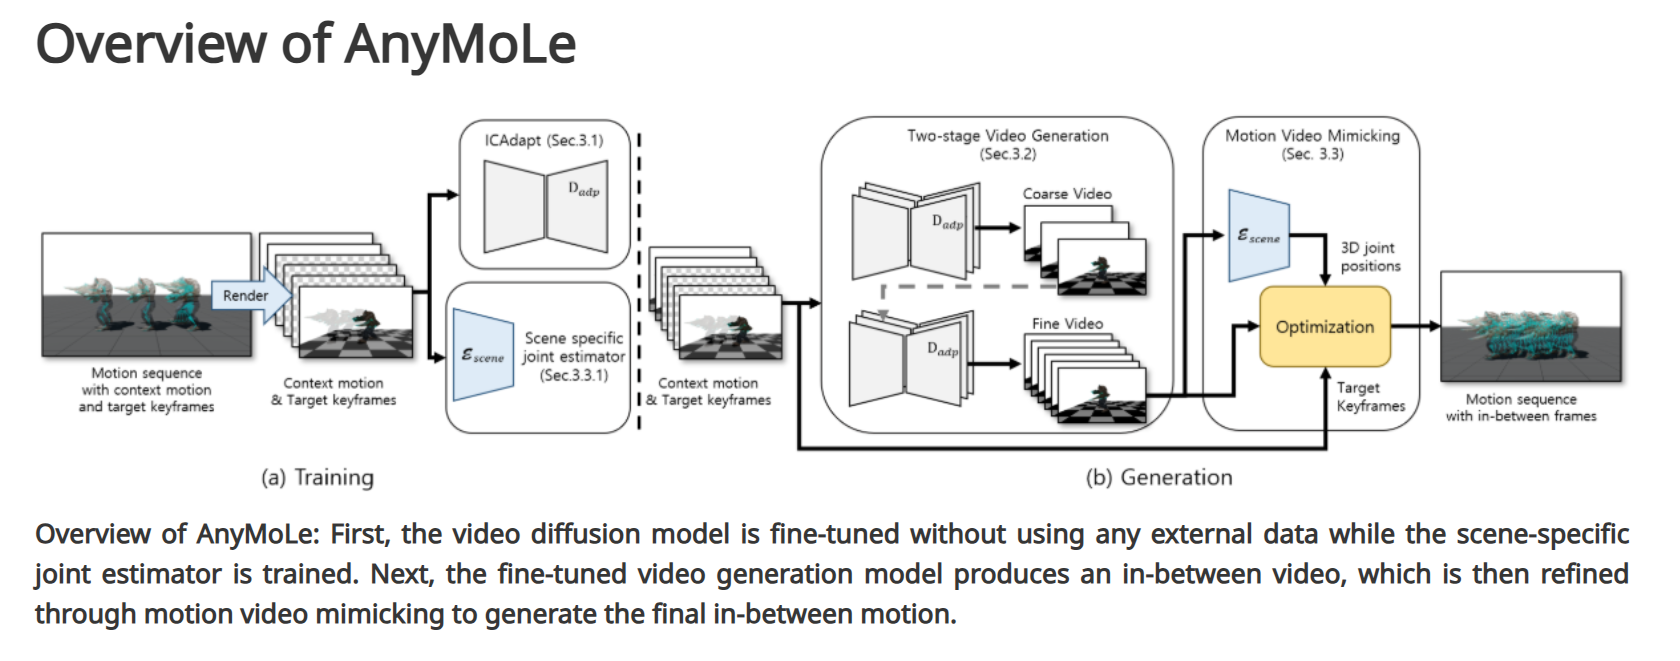 Overview of AnyMoLe
ICAdapt (Sec.3.1)
D_adp
Render
Motion sequence
with context motion
and target keyframes
Context motion
& Target keyframes
ℰ_scene
Scene specific
joint estimator
(Sec.3.3.1)
(a) Training
Context motion
& Target keyframes
Two-stage Video Generation
(Sec.3.2)
D_adp
Coarse Video
D_adp
Fine Video
Motion Video Mimicking
(Sec. 3.3)
ℰ_scene
3D joint
positions
Optimization
Target
Keyframes
Motion sequence
with in-between frames
(b) Generation
Overview of AnyMoLe: First, the video diffusion model is fine-tuned without using any external data while the scene-specific
joint estimator is trained. Next, the fine-tuned video generation model produces an in-between video, which is then refined
through motion video mimicking to generate the final in-between motion.